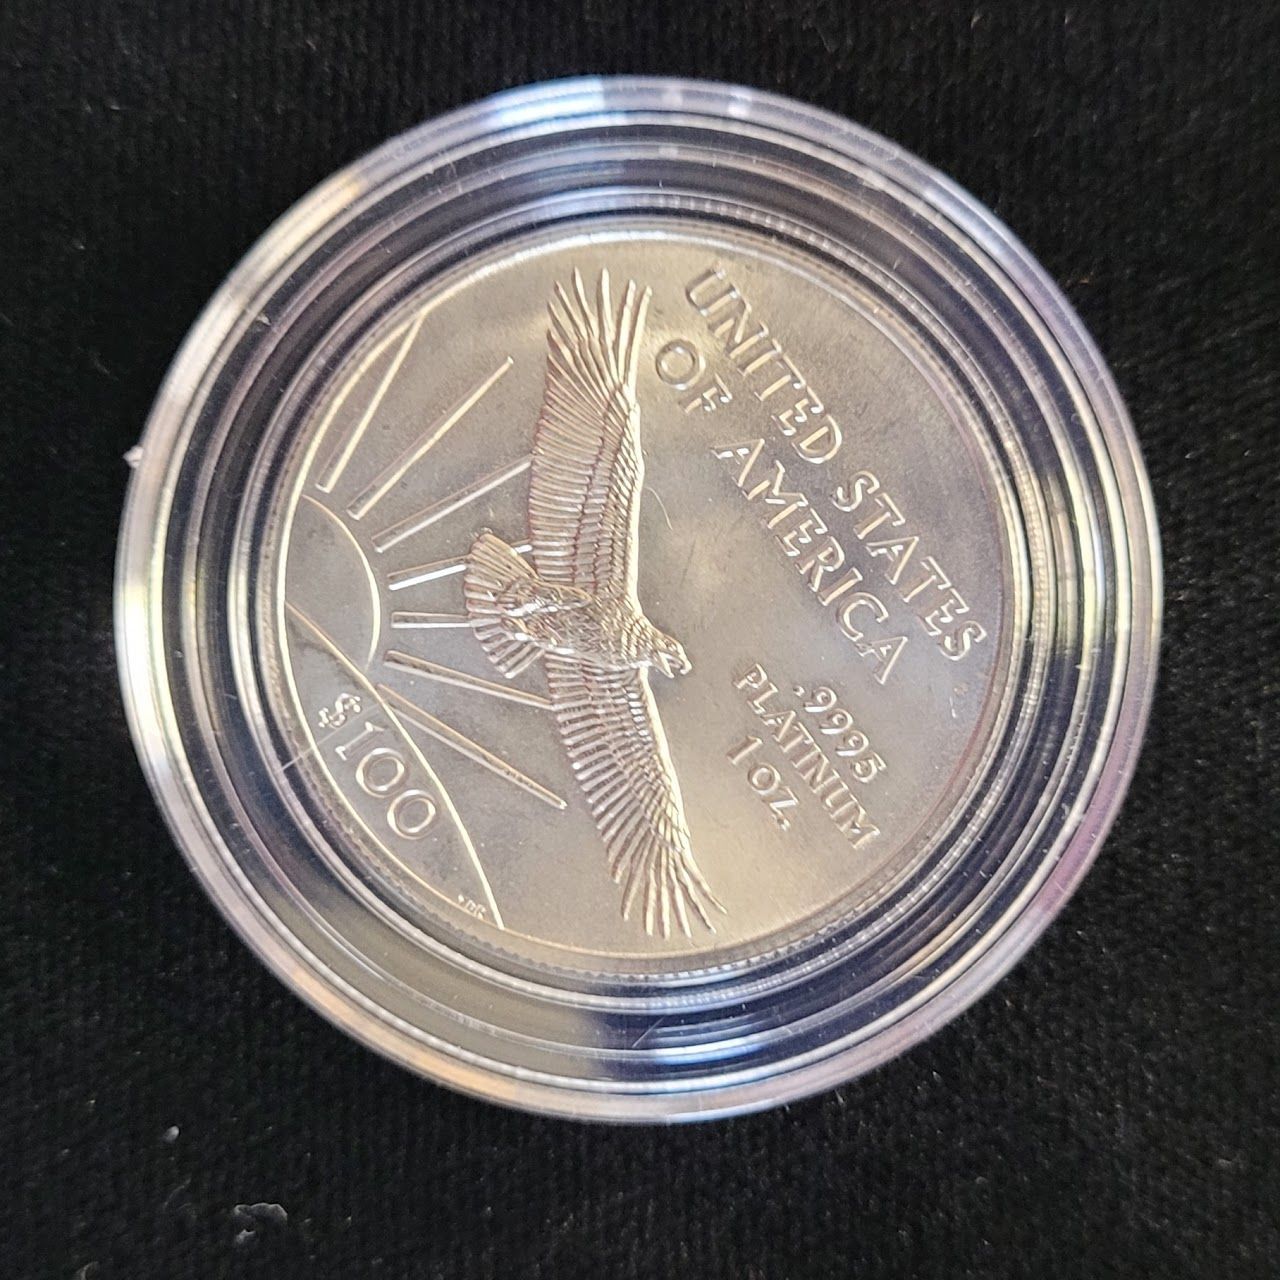 UNITED STATES
OF AMERICA
.9995
PLATINUM
1 OZ.
$100